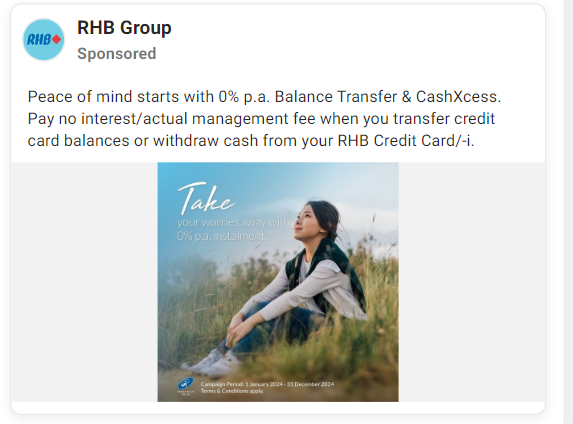 RHB
RHB Group
Sponsored
Peace of mind starts with 0% p.a. Balance Transfer & CashXcess.
Pay no interest/actual management fee when you transfer credit
card balances or withdraw cash from your RHB Credit Card/-i.
Take
your worries away with
0% p.a. instalment.
Campaign Period: 1 January 2024 - 31 December 2024
Terms & Conditions apply.